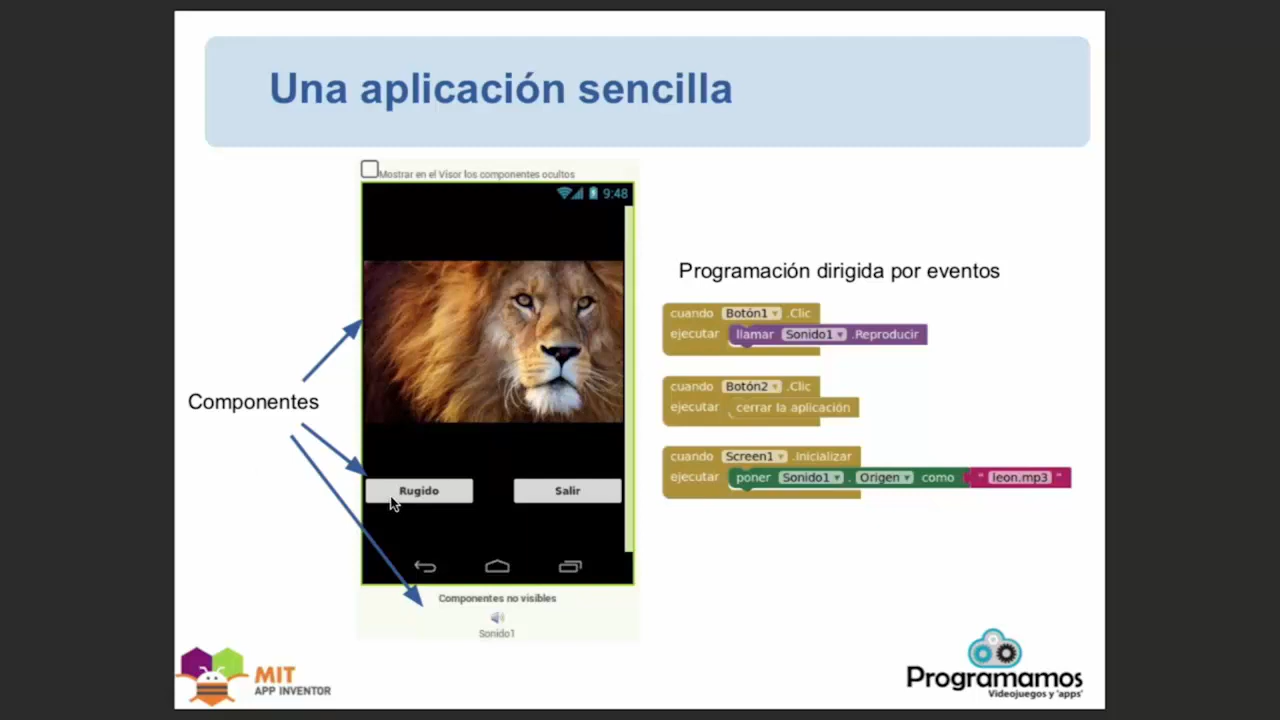 Una aplicación sencilla
Mostrar en el Visor los componentes ocultos
9:48
Componentes
Rugido
Salir
Componentes no visibles
Sonido1
Programación dirigida por eventos
cuando Botón1 .Clic
ejecutar llamar Sonido1 .Reproducir
cuando Botón2 .Clic
ejecutar cerrar la aplicación
cuando Screen1 .Inicializar
ejecutar poner Sonido1 . Origen como " leon.mp3 "
MIT
APP INVENTOR
Programamos
Videojuegos y 'apps'